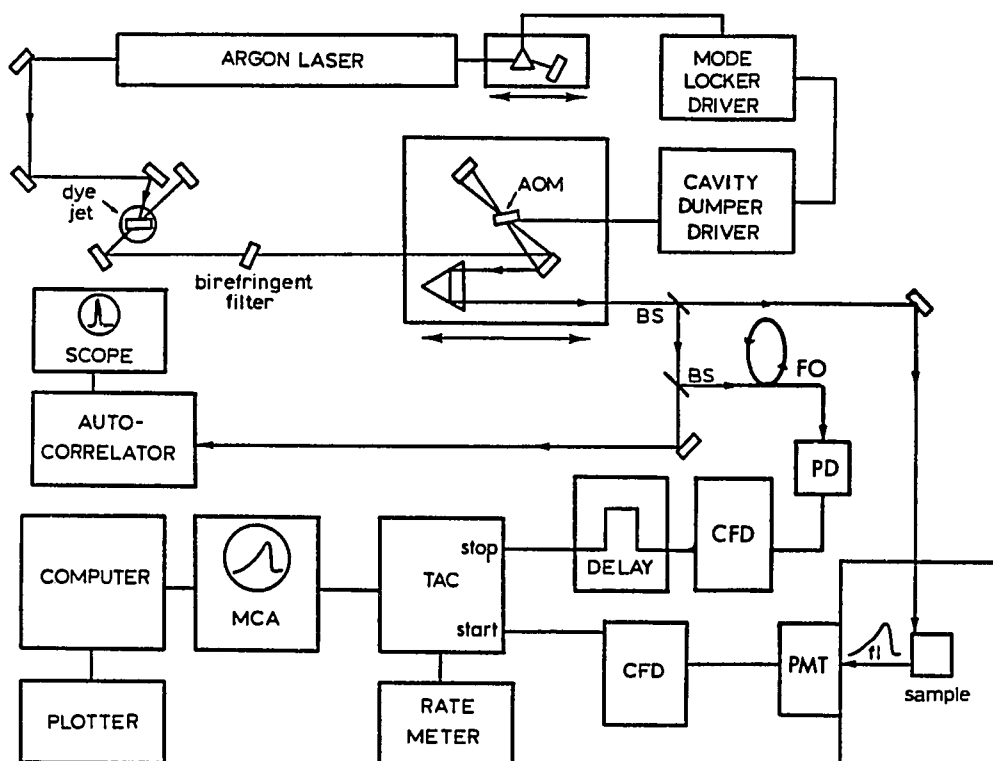 ARGON LASER
MODE
LOCKER
DRIVER
dye
jet
AOM
CAVITY
DUMPER
DRIVER
birefringent
filter
BS
SCOPE
BS
FO
AUTO-
CORRELATOR
PD
COMPUTER
MCA
stop
TAC
start
DELAY
CFD
CFD
PMT
sample
PLOTTER
RATE
METER